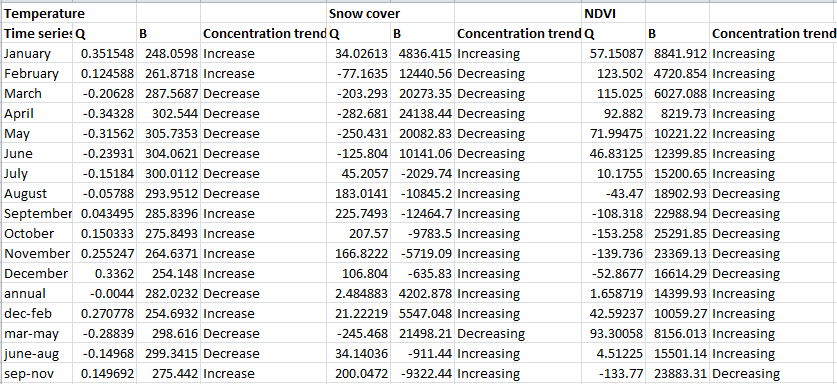 Temperature Snow cover NDVI
Time series Q B Concentration trend Q B Concentration trend Q B Concentration trend
January 0.351548 248.0598 Increase 34.02613 4836.415 Increasing 57.15087 8841.912 Increasing
February 0.124588 261.8718 Increase -77.1635 12440.56 Decreasing 123.502 4720.854 Increasing
March -0.20628 287.5687 Decrease -203.293 20273.35 Decreasing 115.025 6027.088 Increasing
April -0.34328 302.544 Decrease -282.681 24138.44 Decreasing 92.882 8219.73 Increasing
May -0.31562 305.7353 Decrease -250.431 20082.83 Decreasing 71.99475 10221.22 Increasing
June -0.23931 304.0621 Decrease -125.804 10141.06 Decreasing 46.83125 12399.85 Increasing
July -0.15184 300.0112 Decrease 45.2057 -2029.74 Increasing 10.1755 15200.65 Increasing
August -0.05788 293.9512 Decrease 183.0141 -10845.2 Increasing -43.47 18902.93 Decreasing
September 0.043495 285.8396 Increase 225.7493 -12464.7 Increasing -108.318 22988.94 Decreasing
October 0.150333 275.8493 Increase 207.57 -9783.5 Increasing -153.258 25291.85 Decreasing
November 0.255247 264.6371 Increase 166.8222 -5719.09 Increasing -139.736 23369.13 Decreasing
December 0.3362 254.148 Increase 106.804 -635.83 Increasing -52.8677 16614.29 Decreasing
annual -0.0044 282.0232 Decrease 2.484883 4202.878 Increasing 1.658719 14399.93 Increasing
dec-feb 0.270778 254.6932 Increase 21.22219 5547.048 Increasing 42.59237 10059.27 Increasing
mar-may -0.28839 298.616 Decrease -245.468 21498.21 Decreasing 93.30058 8156.013 Increasing
june-aug -0.14968 299.3415 Decrease 34.14036 -911.44 Increasing 4.51225 15501.14 Increasing
sep-nov 0.149692 275.442 Increase 200.0472 -9322.44 Increasing -133.77 23883.31 Decreasing